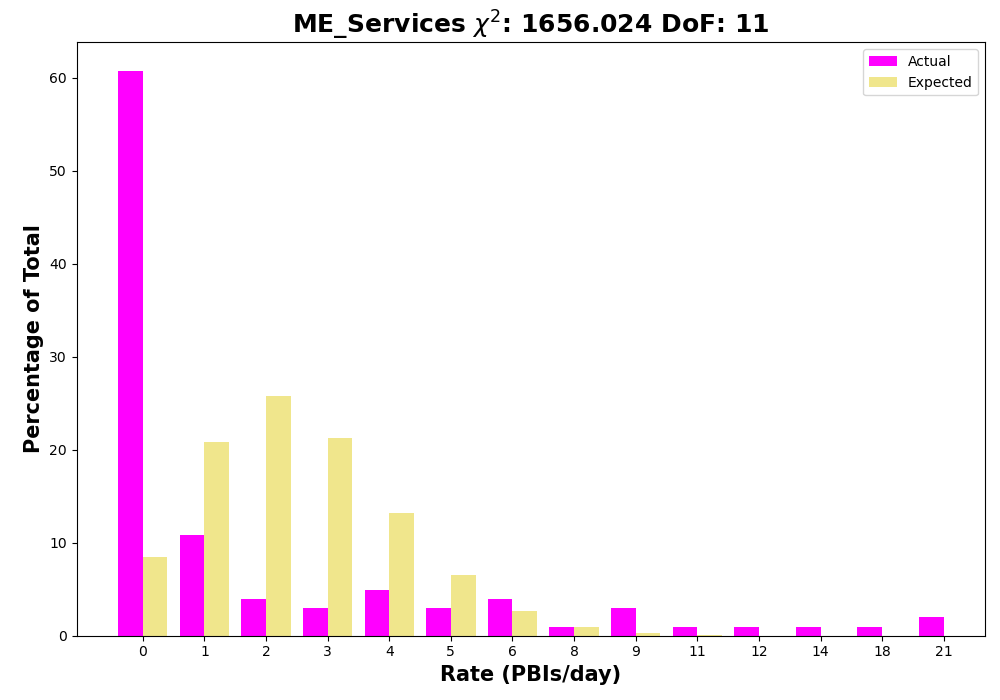 ME_Services χ²: 1656.024 DoF: 11
Actual
Expected
Percentage of Total
60
50
40
30
20
10
0
0 1 2 3 4 5 6 8 9 11 12 14 18 21
Rate (PBIs/day)